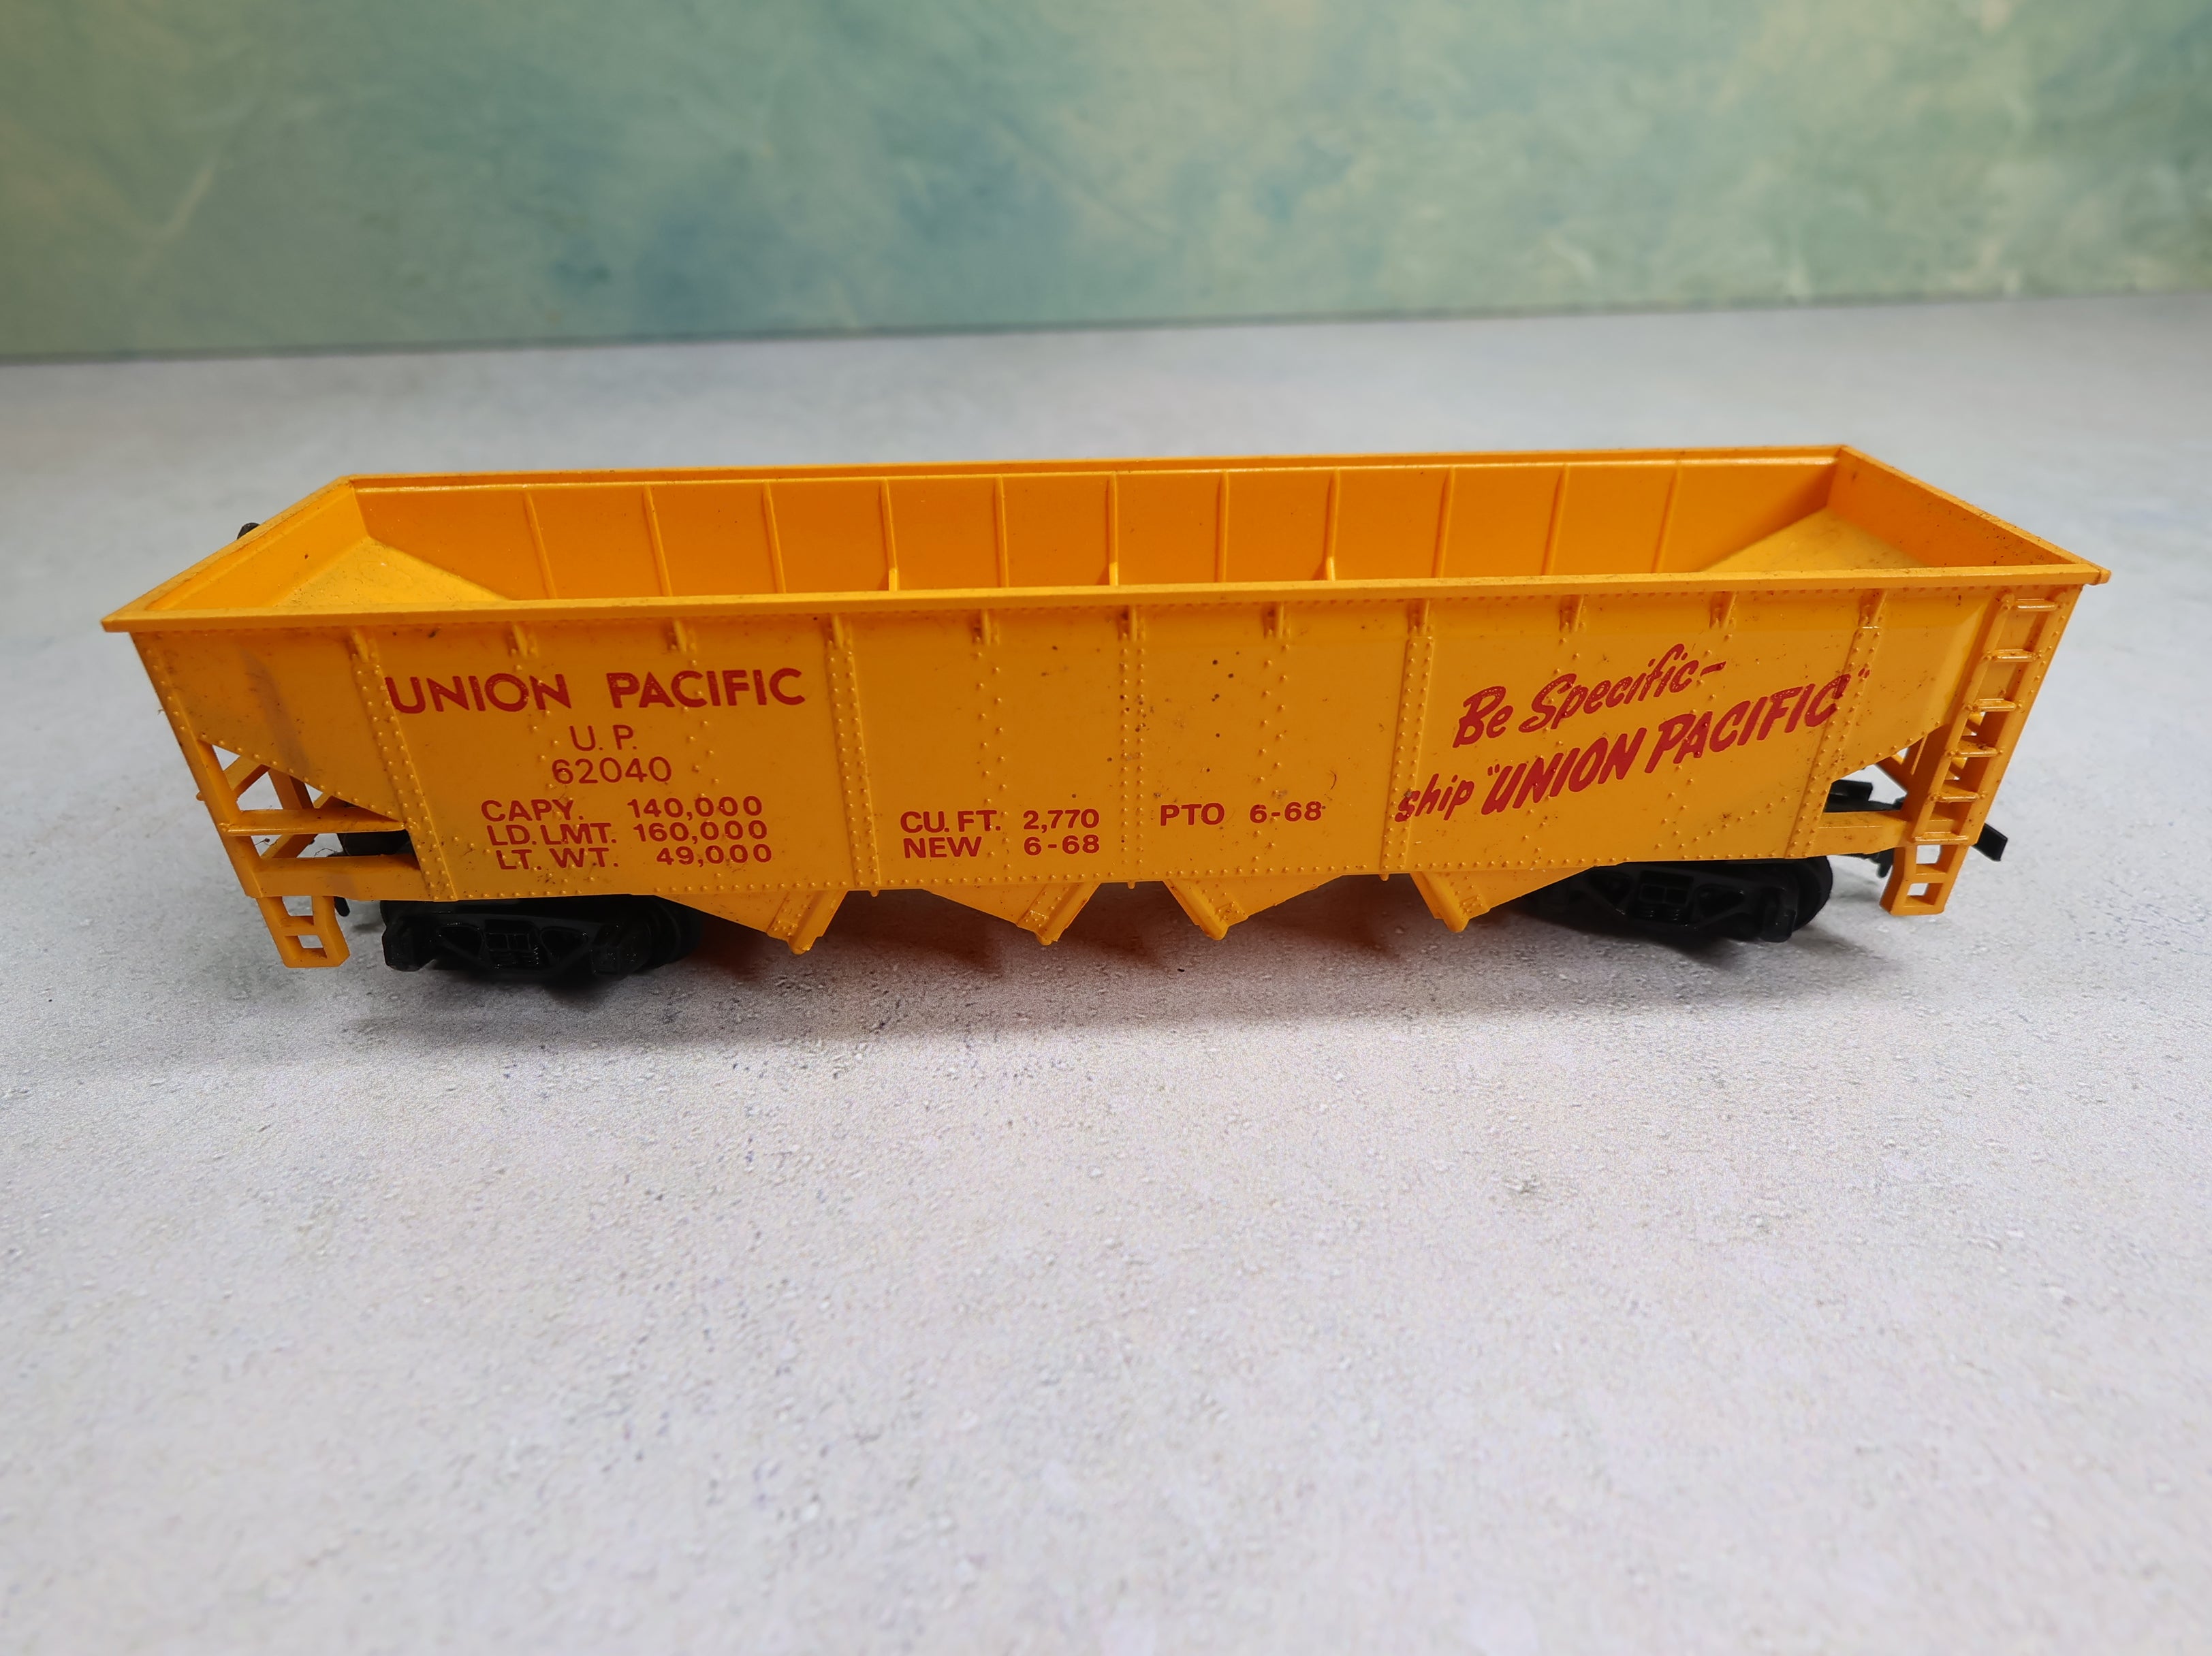 UNION PACIFIC
U.P.
62040
CAPY. 140,000
LD.LMT. 160,000
LT. WT. 49,000
CU. FT. 2,770
NEW 6-68
PTO 6-68
Be Specific-
ship "UNION PACIFIC"